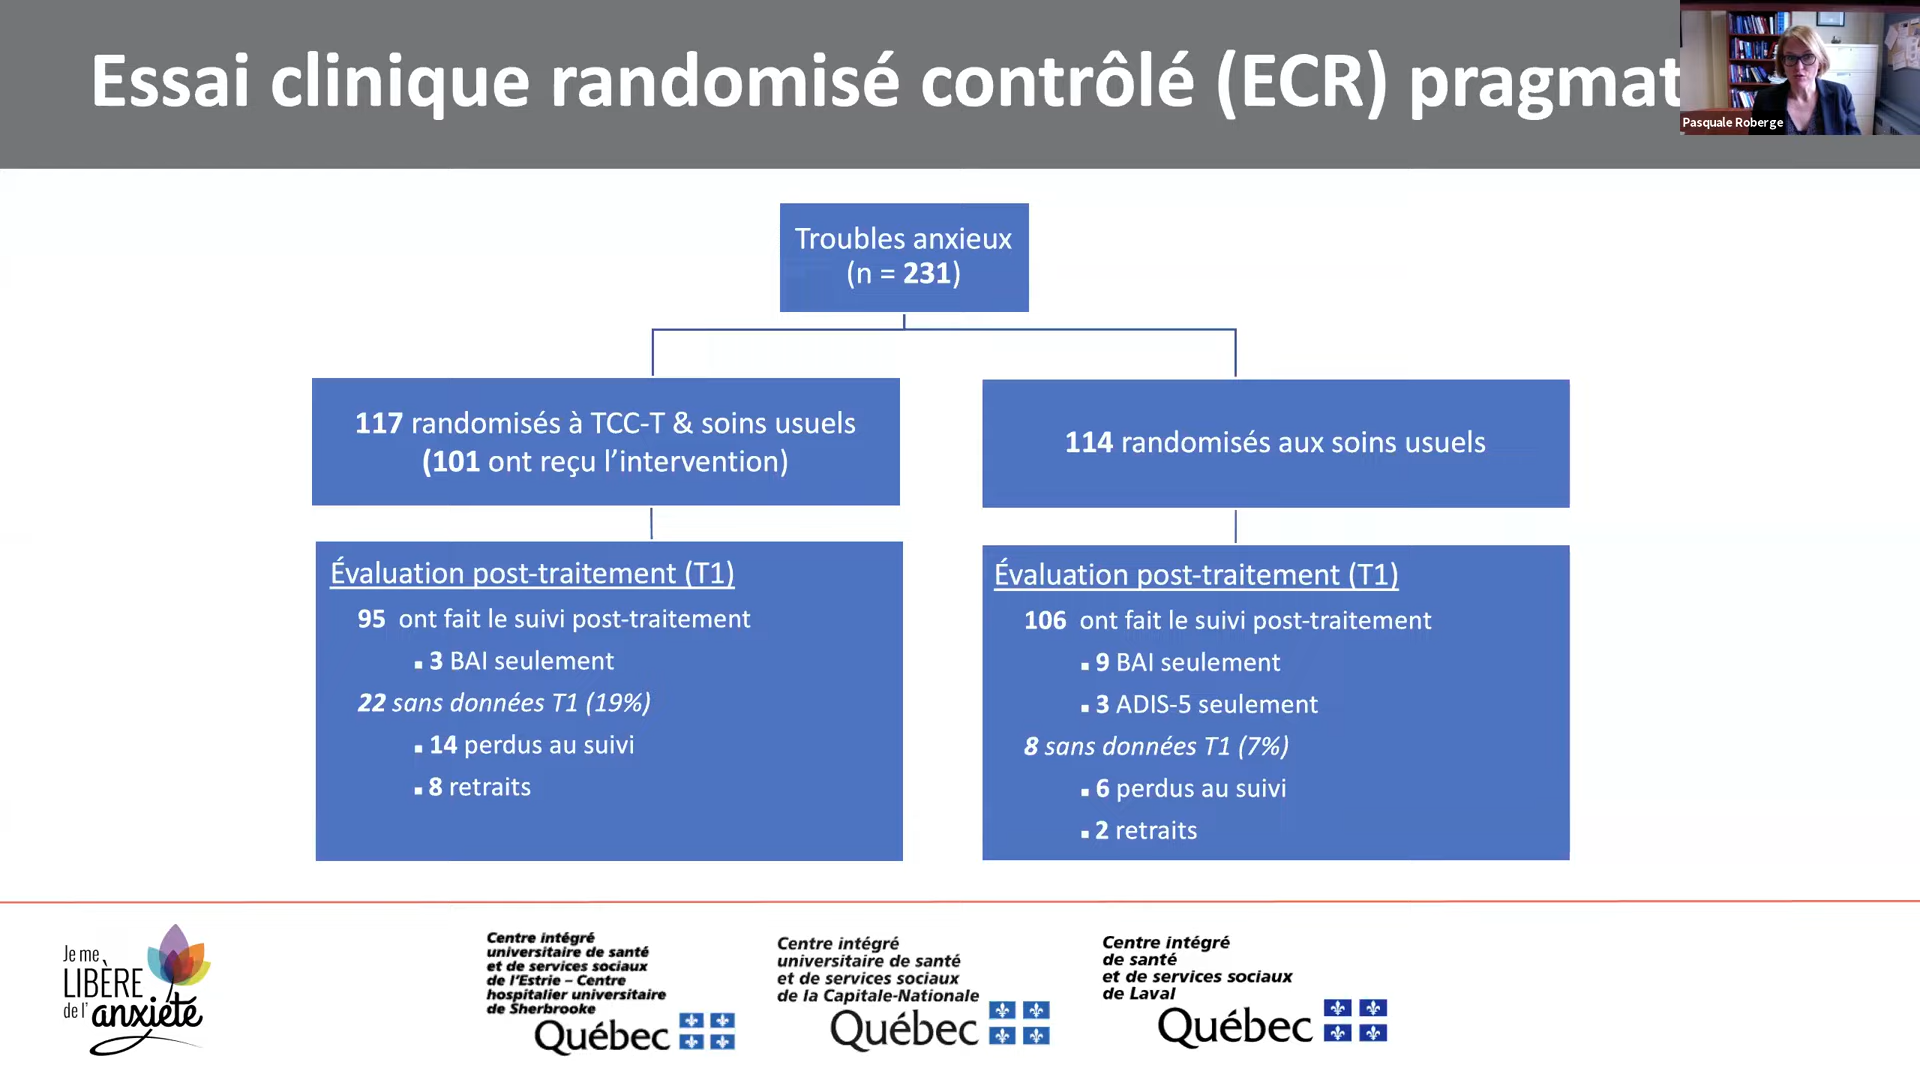 Essai clinique randomisé contrôlé (ECR) pragmat
Pasquale Roberge
Troubles anxieux
(n = 231)
117 randomisés à TCC-T & soins usuels
(101 ont reçu l’intervention)
114 randomisés aux soins usuels
Évaluation post-traitement (T1)
95 ont fait le suivi post-traitement
▪ 3 BAI seulement
22 sans données T1 (19%)
▪ 14 perdus au suivi
▪ 8 retraits
Évaluation post-traitement (T1)
106 ont fait le suivi post-traitement
▪ 9 BAI seulement
▪ 3 ADIS-5 seulement
8 sans données T1 (7%)
▪ 6 perdus au suivi
▪ 2 retraits
Je me
LIBÈRE
de l’anxiété
Centre intégré
universitaire de santé
et de services sociaux
de l’Estrie – Centre
hospitalier universitaire
de Sherbrooke
Québec
Centre intégré
universitaire de santé
et de services sociaux
de la Capitale-Nationale
Québec
Centre intégré
de santé
et de services sociaux
de Laval
Québec